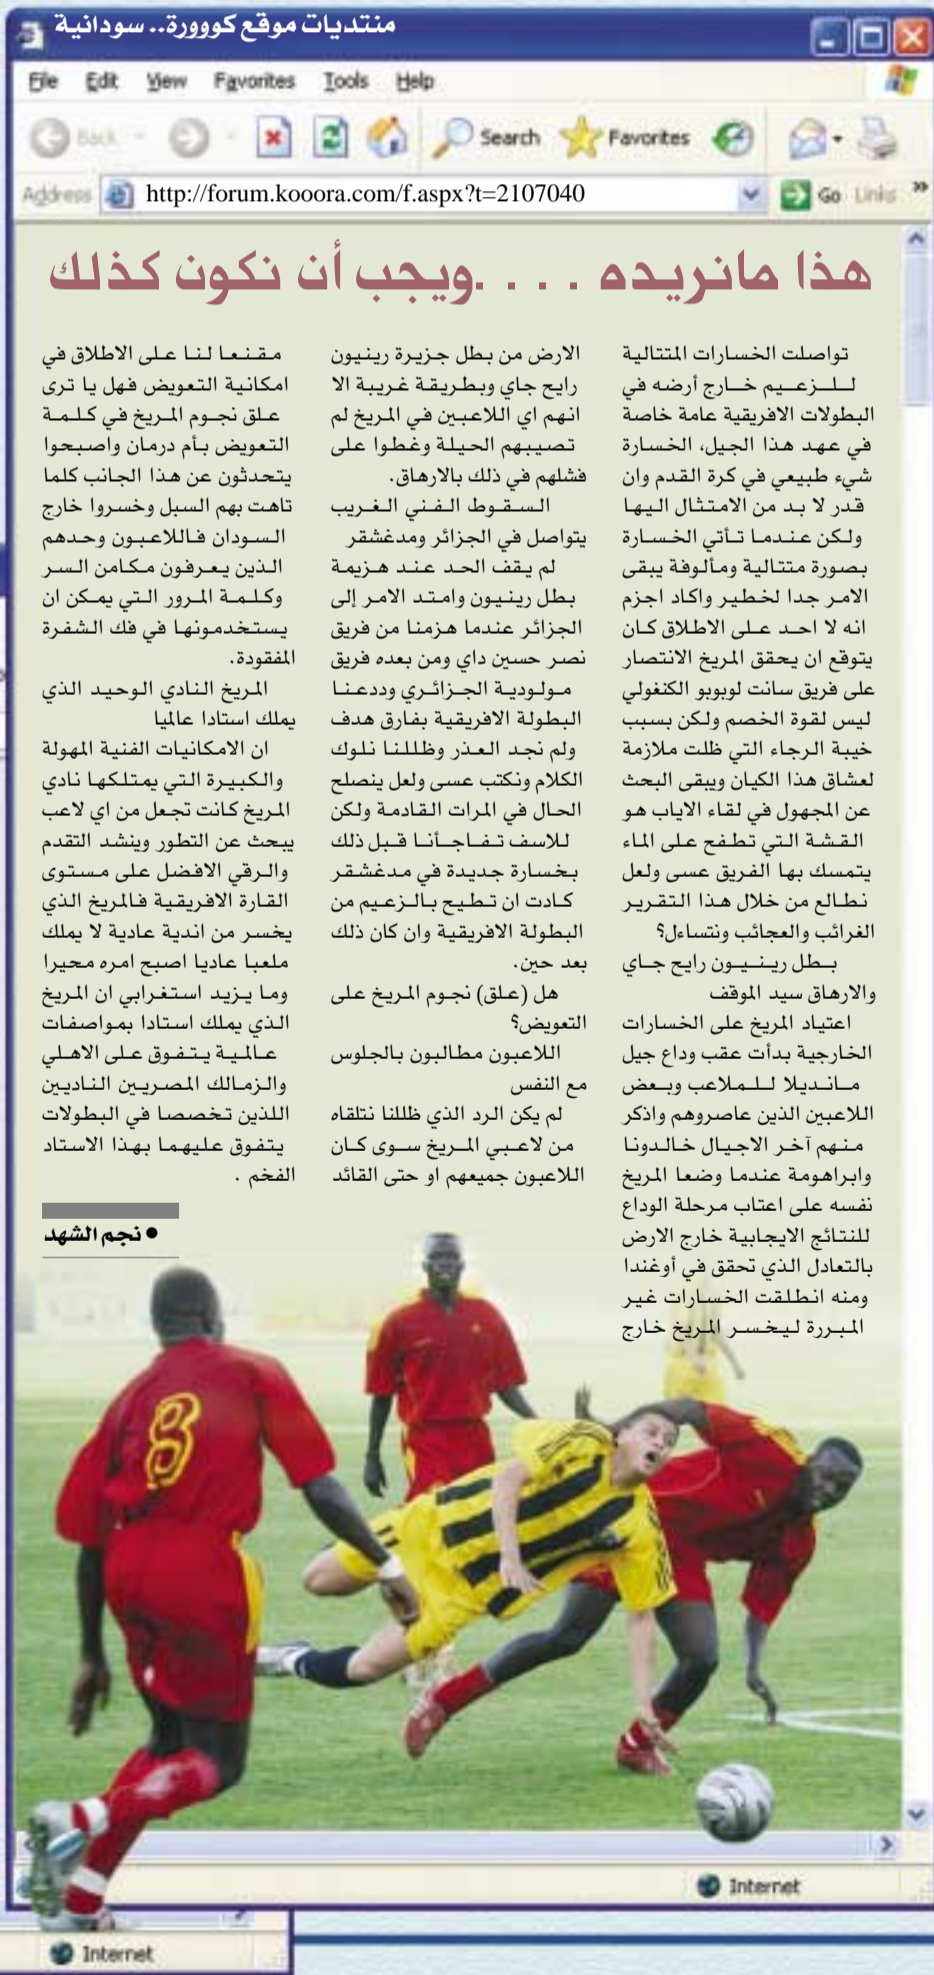 منتديات موقع كووورة.. سودانية
File Edit View Favorites Tools Help
Back Search Favorites
Address http://forum.kooora.com/f.aspx?t=2107040 Go Links »
هذا مانريده . . . .ويجب أن نكون كذلك
تواصلت الخسارات المتتالية
للـزعـيم خـارج أرضه في
البطولات الافريقية عامة خاصة
في عهد هذا الجيل، الخسارة
شيء طبيعي في كرة القدم وان
قدر لا بد من الامتثال اليها
ولكن عندما تأتي الخسارة
بصورة متتالية ومألوفة يبقى
الامر جدا لخطير واكاد اجزم
انه لا احد على الاطلاق كان
يتوقع ان يحقق المريخ الانتصار
على فريق سانت لوبوبو الكنغولي
ليس لقوة الخصم ولكن بسبب
خيبة الرجاء التي ظلت ملازمة
لعشاق هذا الكيان ويبقى البحث
عن المجهول في لقاء الاياب هو
القشة التي تطفح على الماء
يتمسك بها الفريق عسى ولعل
نطالع من خلال هذا التقرير
الغرائب والعجائب ونتساءل؟
بطل رينيون رايح جاي
والارهاق سيد الموقف
اعتياد المريخ على الخسارات
الخارجية بدأت عقب وداع جيل
مانديلا للملاعب وبعض
اللاعبين الذين عاصروهم واذكر
منهم آخر الاجيال خالدونا
وابراهومة عندما وضعا المريخ
نفسه على اعتاب مرحلة الوداع
للنتائج الايجابية خارج الارض
بالتعادل الذي تحقق في أوغندا
ومنه انطلقت الخسارات غير
المبررة ليخسر المريخ خارج
الارض من بطل جزيرة رينيون
رايح جاي وبطريقة غريبة الا
انهم اي اللاعبين في المريخ لم
تصيبهم الحيلة وغطوا على
فشلهم في ذلك بالارهاق.
السقوط الفني الغريب
يتواصل في الجزائر ومدغشقر
لم يقف الحد عند هزيمة
بطل رينيون وامتد الامر إلى
الجزائر عندما هزمنا من فريق
نصر حسين داي ومن بعده فريق
مولودية الجزائري وددعنا
البطولة الافريقية بفارق هدف
ولم نجد العذر وظللنا نلوك
الكلام ونكتب عسى ولعل ينصلح
الحال في المرات القادمة ولكن
للاسف تفاجأنا قبل ذلك
بخسارة جديدة في مدغشقر
كادت ان تطيح بالزعيم من
البطولة الافريقية وان كان ذلك
بعد حين.
هل (علق) نجوم المريخ على
التعويض؟
اللاعبون مطالبون بالجلوس
مع النفس
لم يكن الرد الذي ظللنا نتلقاه
من لاعبي المريخ سوى كان
اللاعبون جميعهم او حتى القائد
مقنعا لنا على الاطلاق في
امكانية التعويض فهل يا ترى
علق نجوم المريخ في كلمة
التعويض بأم درمان واصبحوا
يتحدثون عن هذا الجانب كلما
تاهت بهم السبل وخسروا خارج
السودان فاللاعبون وحدهم
الذين يعرفون مكامن السر
وكلمة المرور التي يمكن ان
يستخدمونها في فك الشفرة
المفقودة.
المريخ النادي الوحيد الذي
يملك استادا عالميا
ان الامكانيات الفنية المهولة
والكبيرة التي يمتلكها نادي
المريخ كانت تجعل من اي لاعب
يبحث عن التطور وينشد التقدم
والرقي الافضل على مستوى
القارة الافريقية فالمريخ الذي
يخسر من اندية عادية لا يملك
ملعبا عاديا اصبح امره محيرا
وما يزيد استغرابي ان المريخ
الذي يملك استادا بمواصفات
عالمية يتفوق على الاهلي
والزمالك المصريين الناديين
اللذين تخصصا في البطولات
يتفوق عليهما بهذا الاستاد
الفخم .
• نجم الشهد
8
Internet
Internet